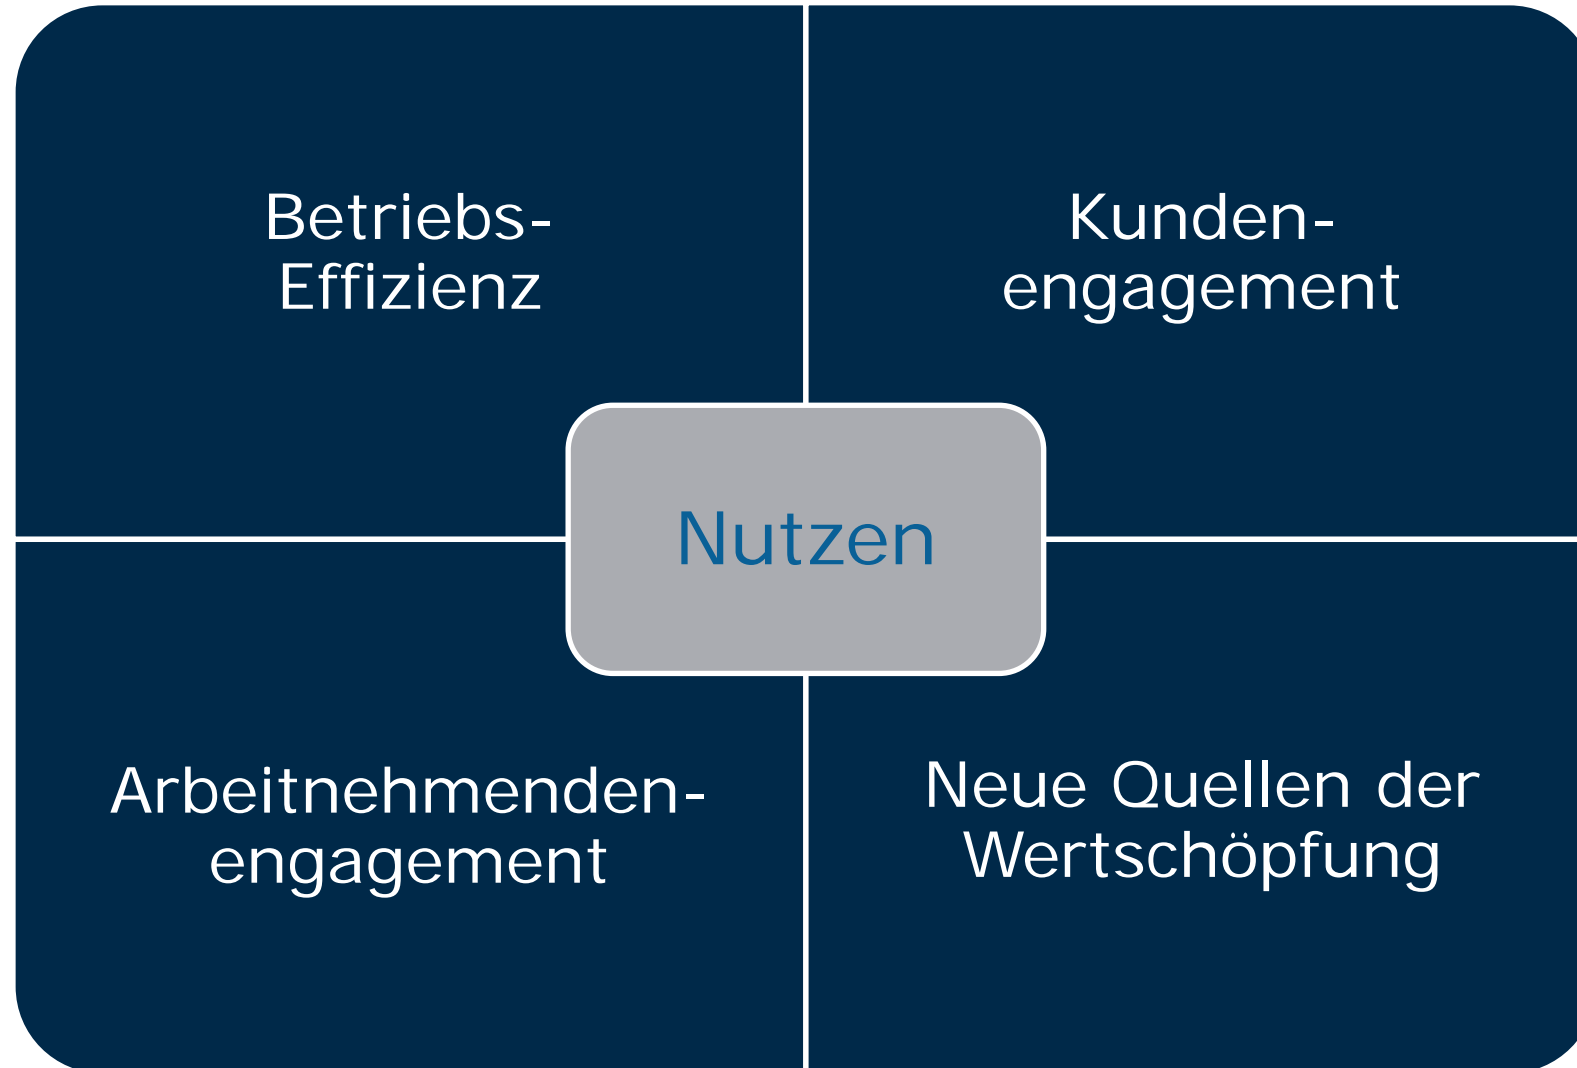 Betriebs-
Effizienz
Kunden-
engagement
Nutzen
Arbeitnehmenden-
engagement
Neue Quellen der
Wertschöpfung